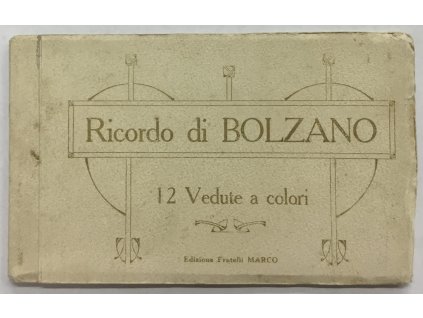 Ricordo di BOLZANO
12 Vedute a colori
Edizione Fratelli MARCO